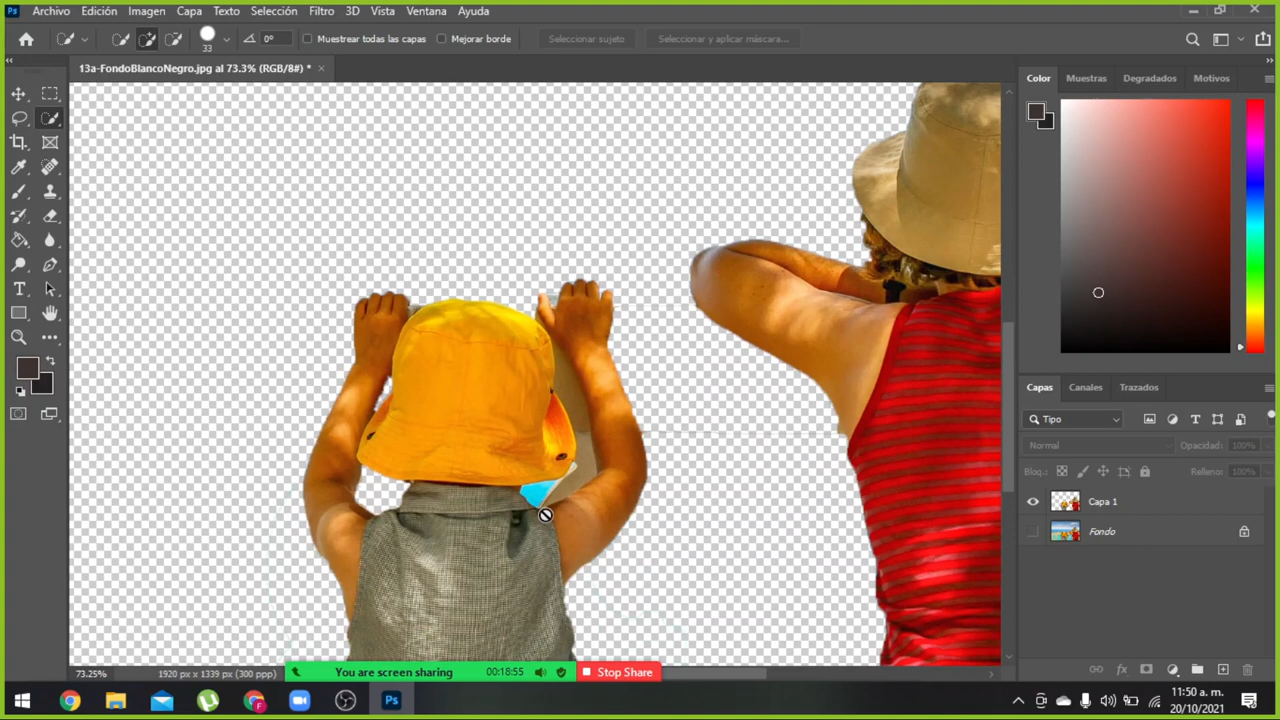 Ps Archivo Edición Imagen Capa Texto Selección Filtro 3D Vista Ventana Ayuda
33 0° Muestrear todas las capas Mejorar borde Seleccionar sujeto Seleccionar y aplicar máscara...
13a-FondoBlancoNegro.jpg al 73.3% (RGB/8#) * ×
Color Muestras Degradados Motivos
Capas Canales Trazados
Tipo
Normal Opacidad: 100%
Bloq.: Relleno: 100%
Capa 1
Fondo
73.25% 1920 px x 1339 px (300 ppp)
You are screen sharing 00:18:55 Stop Share
F Ps
11:50 a. m.
20/10/2021